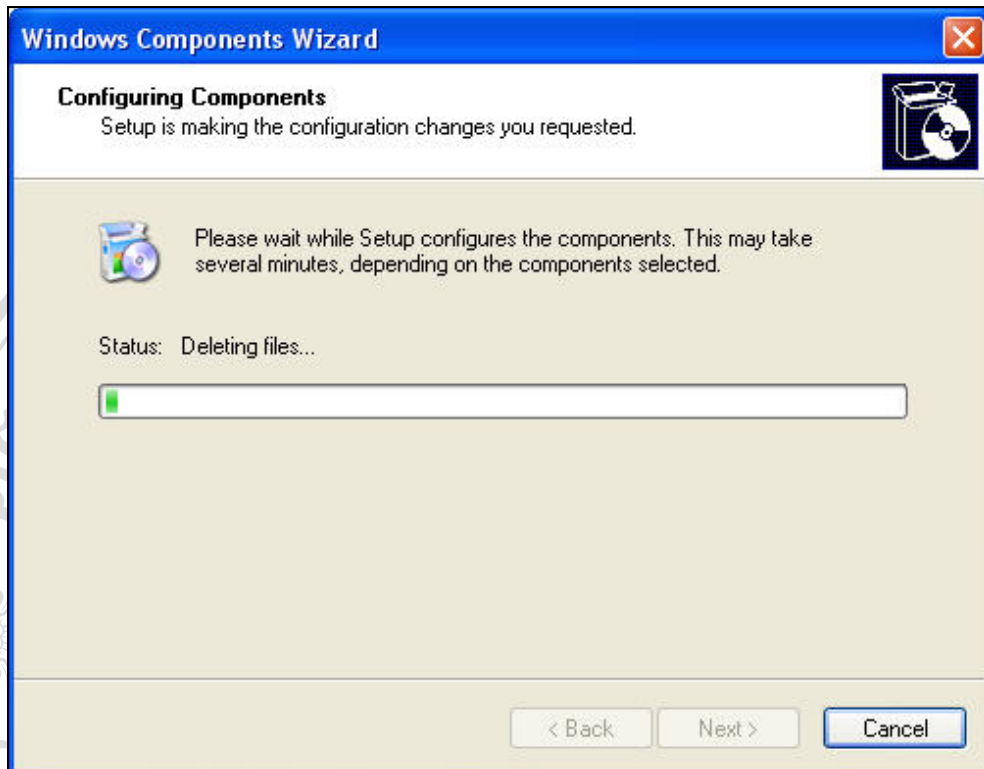 Windows Components Wizard
Configuring Components
Setup is making the configuration changes you requested.
Please wait while Setup configures the components. This may take
several minutes, depending on the components selected.
Status: Deleting files...
< Back
Next >
Cancel